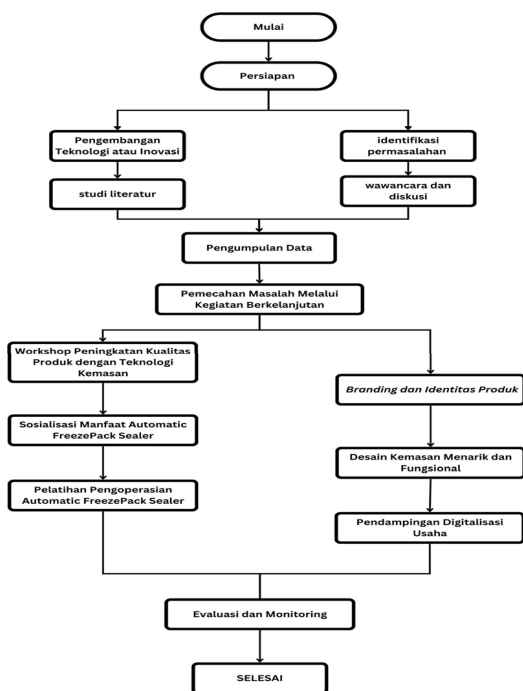 Mulai
Persiapan
Pengembangan
Teknologi atau Inovasi
identifikasi
permasalahan
studi literatur
wawancara dan
diskusi
Pengumpulan Data
Pemecahan Masalah Melalui
Kegiatan Berkelanjutan
Workshop Peningkatan Kualitas
Produk dengan Teknologi
Kemasan
Branding dan Identitas Produk
Sosialisasi Manfaat Automatic
FreezePack Sealer
Desain Kemasan Menarik dan
Fungsional
Pelatihan Pengoperasian
Automatic FreezePack Sealer
Pendampingan Digitalisasi
Usaha
Evaluasi dan Monitoring
SELESAI